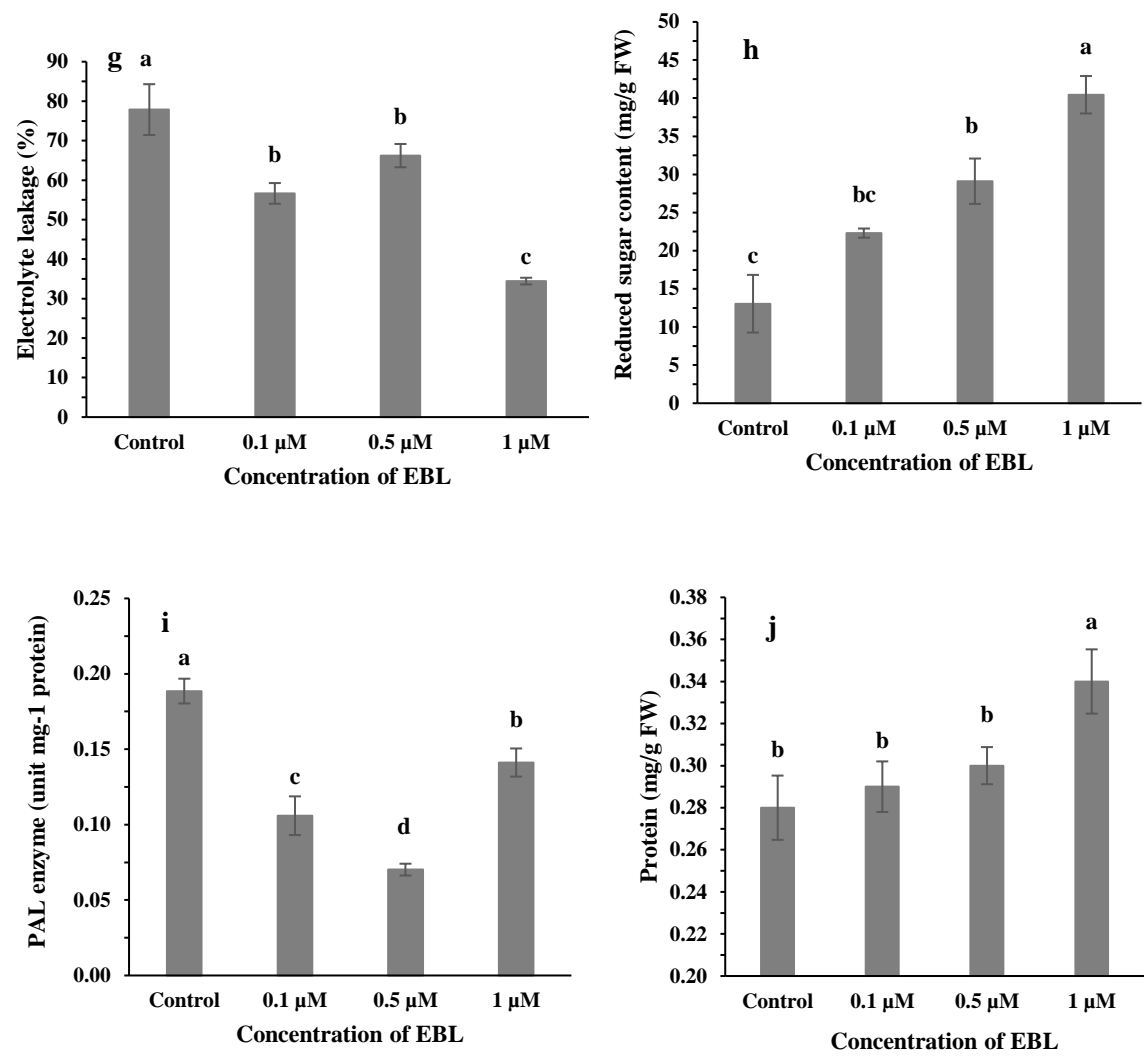 g
a
b
b
c
Electrolyte leakage (%)
90
80
70
60
50
40
30
20
10
0
Control 0.1 µM 0.5 µM 1 µM
Concentration of EBL
h
a
b
bc
c
Reduced sugar content (mg/g FW)
50
45
40
35
30
25
20
15
10
5
0
Control 0.1 µM 0.5 µM 1 µM
Concentration of EBL
i
a
b
c
d
PAL enzyme (unit mg-1 protein)
0.25
0.20
0.15
0.10
0.05
0.00
Control 0.1 µM 0.5 µM 1 µM
Concentration of EBL
j
a
b
b
b
Protein (mg/g FW)
0.38
0.36
0.34
0.32
0.30
0.28
0.26
0.24
0.22
0.20
Control 0.1 µM 0.5 µM 1 µM
Concentration of EBL